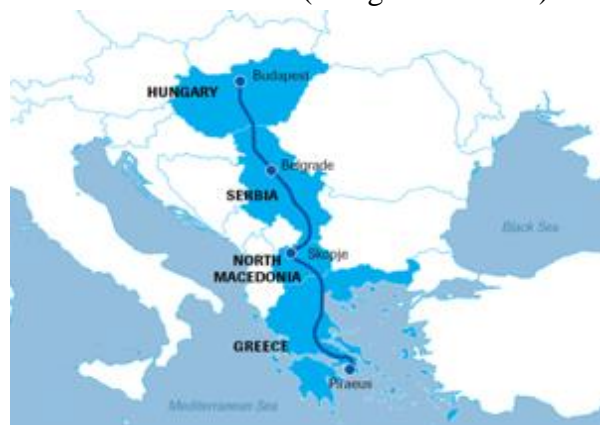 HUNGARY
Budapest
Belgrade
SERBIA
Black Sea
Skopje
NORTH
MACEDONIA
GREECE
Piraeus
Mediterranean Sea